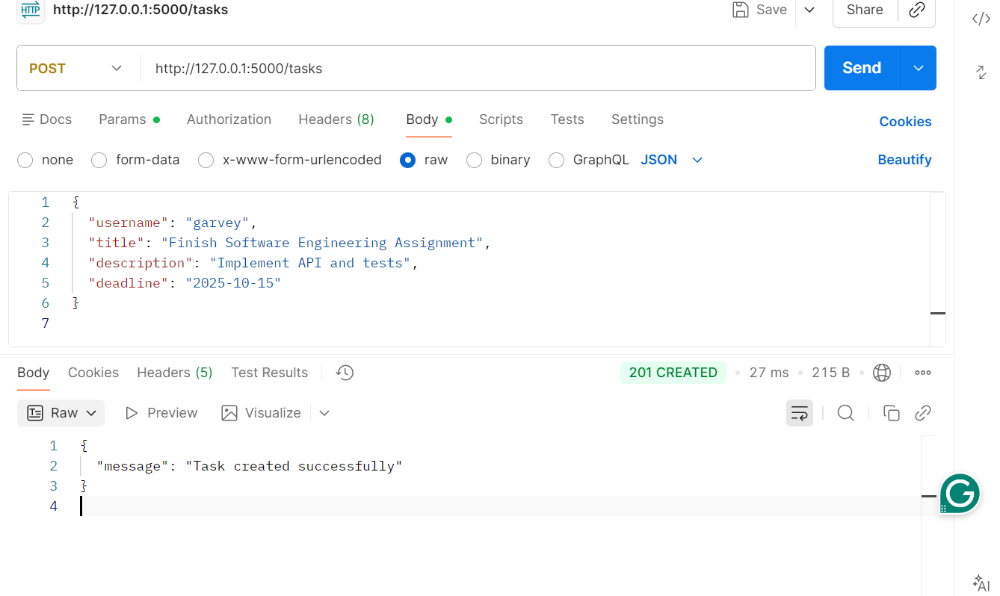 HTTP http://127.0.0.1:5000/tasks Save Share
POST http://127.0.0.1:5000/tasks Send
Docs Params Authorization Headers (8) Body Scripts Tests Settings Cookies
none form-data x-www-form-urlencoded raw binary GraphQL JSON Beautify
1 {
2 "username": "garvey",
3 "title": "Finish Software Engineering Assignment",
4 "description": "Implement API and tests",
5 "deadline": "2025-10-15"
6 }
7
Body Cookies Headers (5) Test Results 201 CREATED 27 ms 215 B
Raw Preview Visualize
1 {
2 "message": "Task created successfully"
3 }
4
G
AI